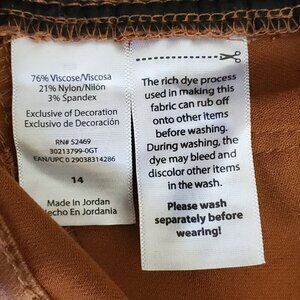 76% Viscose/Viscosa
21% Nylon/Nilón
3% Spandex
Exclusive of Decoration
Exclusivo de Decoración
RN# 52469
30213799-0GT
EAN/UPC 0 29038314286
14
Made In Jordan
Hecho En Jordania
The rich dye process
used in making this
fabric can rub off
onto other items
before washing.
During washing, the
dye may bleed and
discolor other items
in the wash.
Please wash
separately before
wearing!